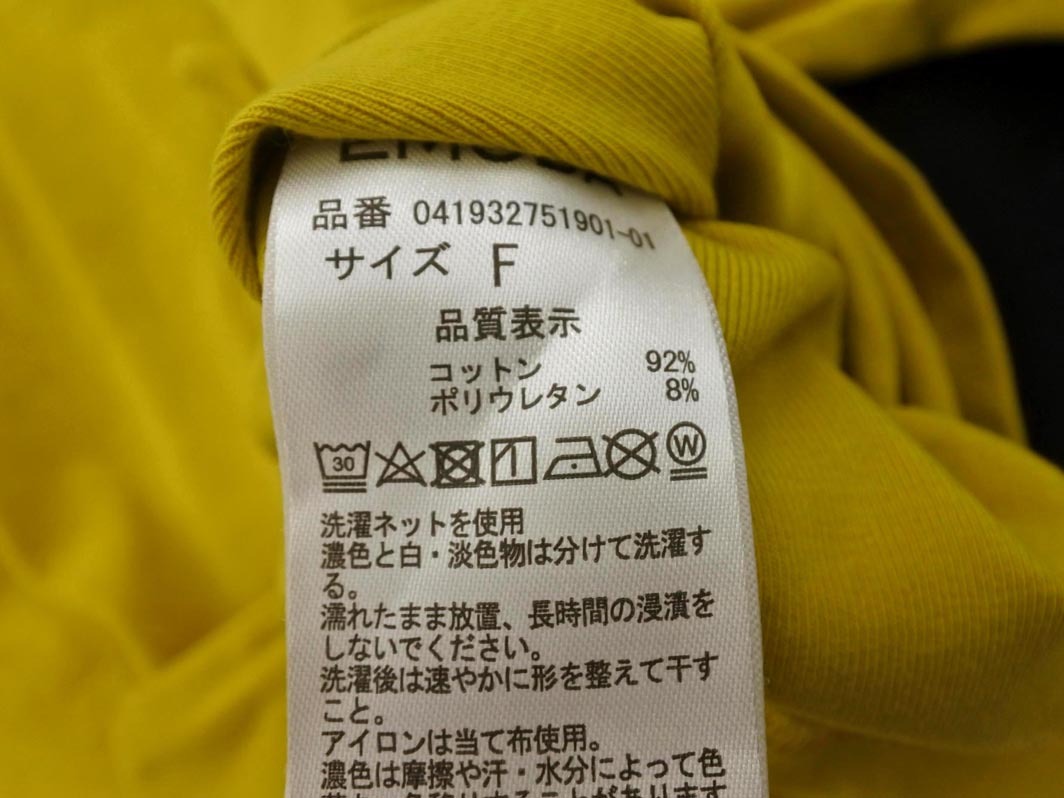 品番 041932751901-01
サイズ F
品質表示
コットン 92%
ポリウレタン 8%
30
W
洗濯ネットを使用
濃色と白・淡色物は分けて洗濯す
る。
濡れたまま放置、長時間の浸漬を
しないでください。
洗濯後は速やかに形を整えて干す
こと。
アイロンは当て布使用。
濃色は摩擦や汗・水分によって色